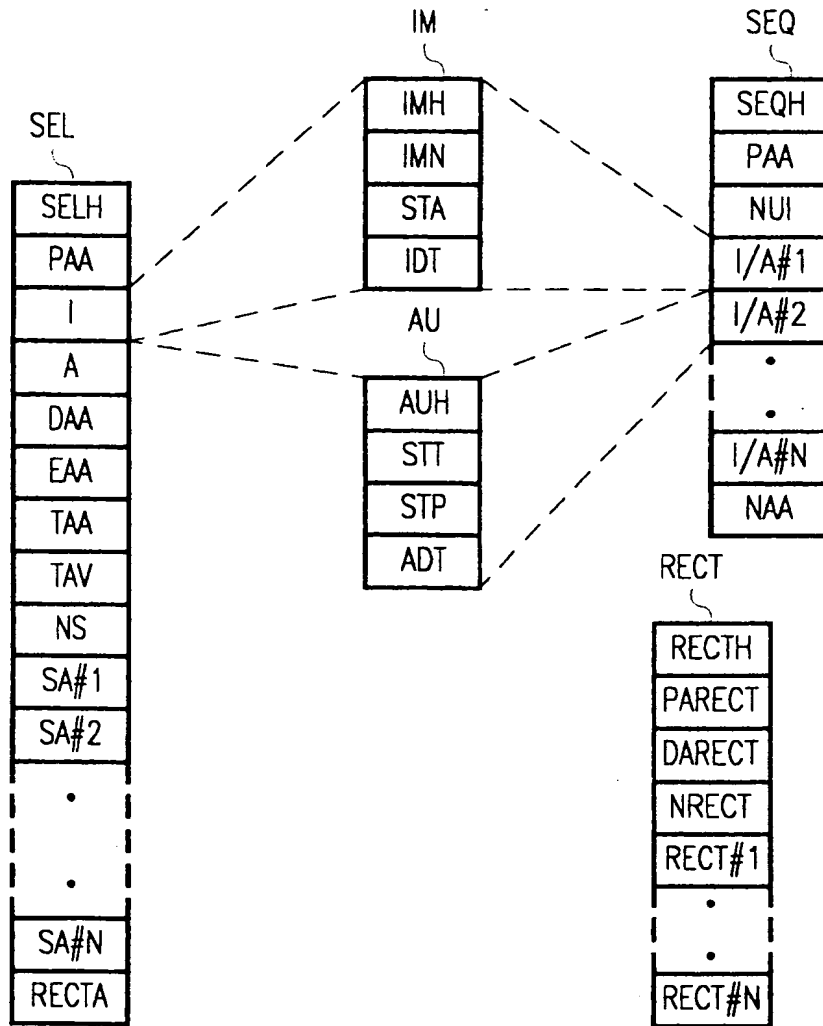 SEL
SELH
PAA
I
A
DAA
EAA
TAA
TAV
NS
SA#1
SA#2
SA#N
RECTA
IM
IMH
IMN
STA
IDT
AU
AUH
STT
STP
ADT
SEQ
SEQH
PAA
NUI
I/A#1
I/A#2
I/A#N
NAA
RECT
RECTH
PARECT
DARECT
NRECT
RECT#1
RECT#N